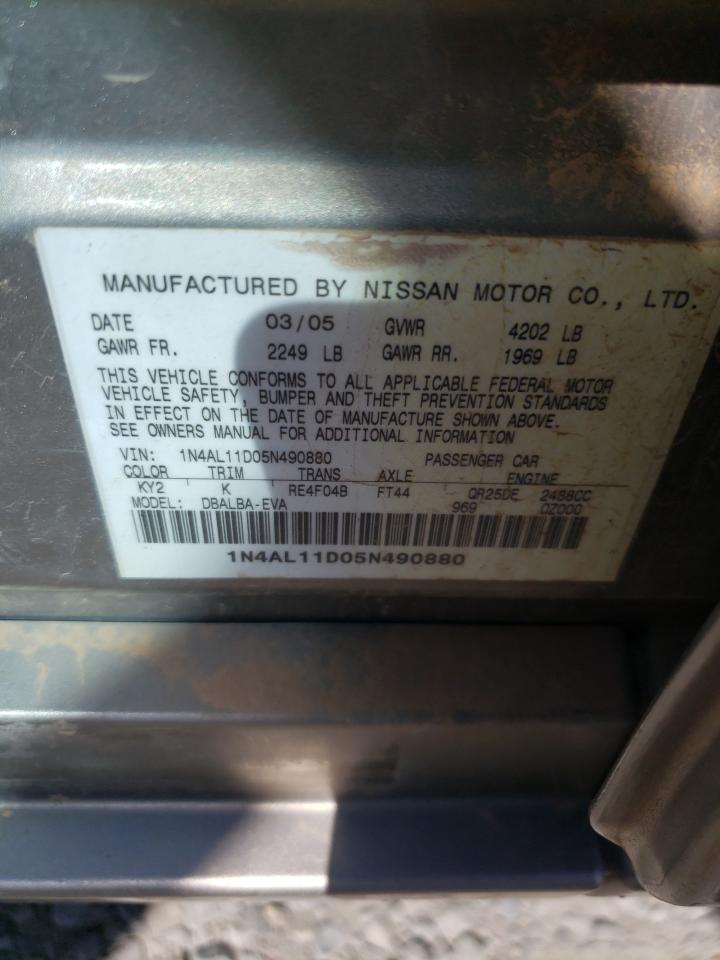 MANUFACTURED BY NISSAN MOTOR CO., LTD.
DATE 03/05 GVWR 4202 LB
GAWR FR. 2249 LB GAWR RR. 1969 LB
THIS VEHICLE CONFORMS TO ALL APPLICABLE FEDERAL MOTOR
VEHICLE SAFETY, BUMPER AND THEFT PREVENTION STANDARDS
IN EFFECT ON THE DATE OF MANUFACTURE SHOWN ABOVE.
SEE OWNERS MANUAL FOR ADDITIONAL INFORMATION
VIN: 1N4AL11D05N490880 PASSENGER CAR
COLOR TRIM TRANS AXLE ENGINE
KY2 K RE4F04B FT44 QR25DE 2488CC
MODEL: DBALBA-EVA 969 0Z000
1N4AL11D05N490880